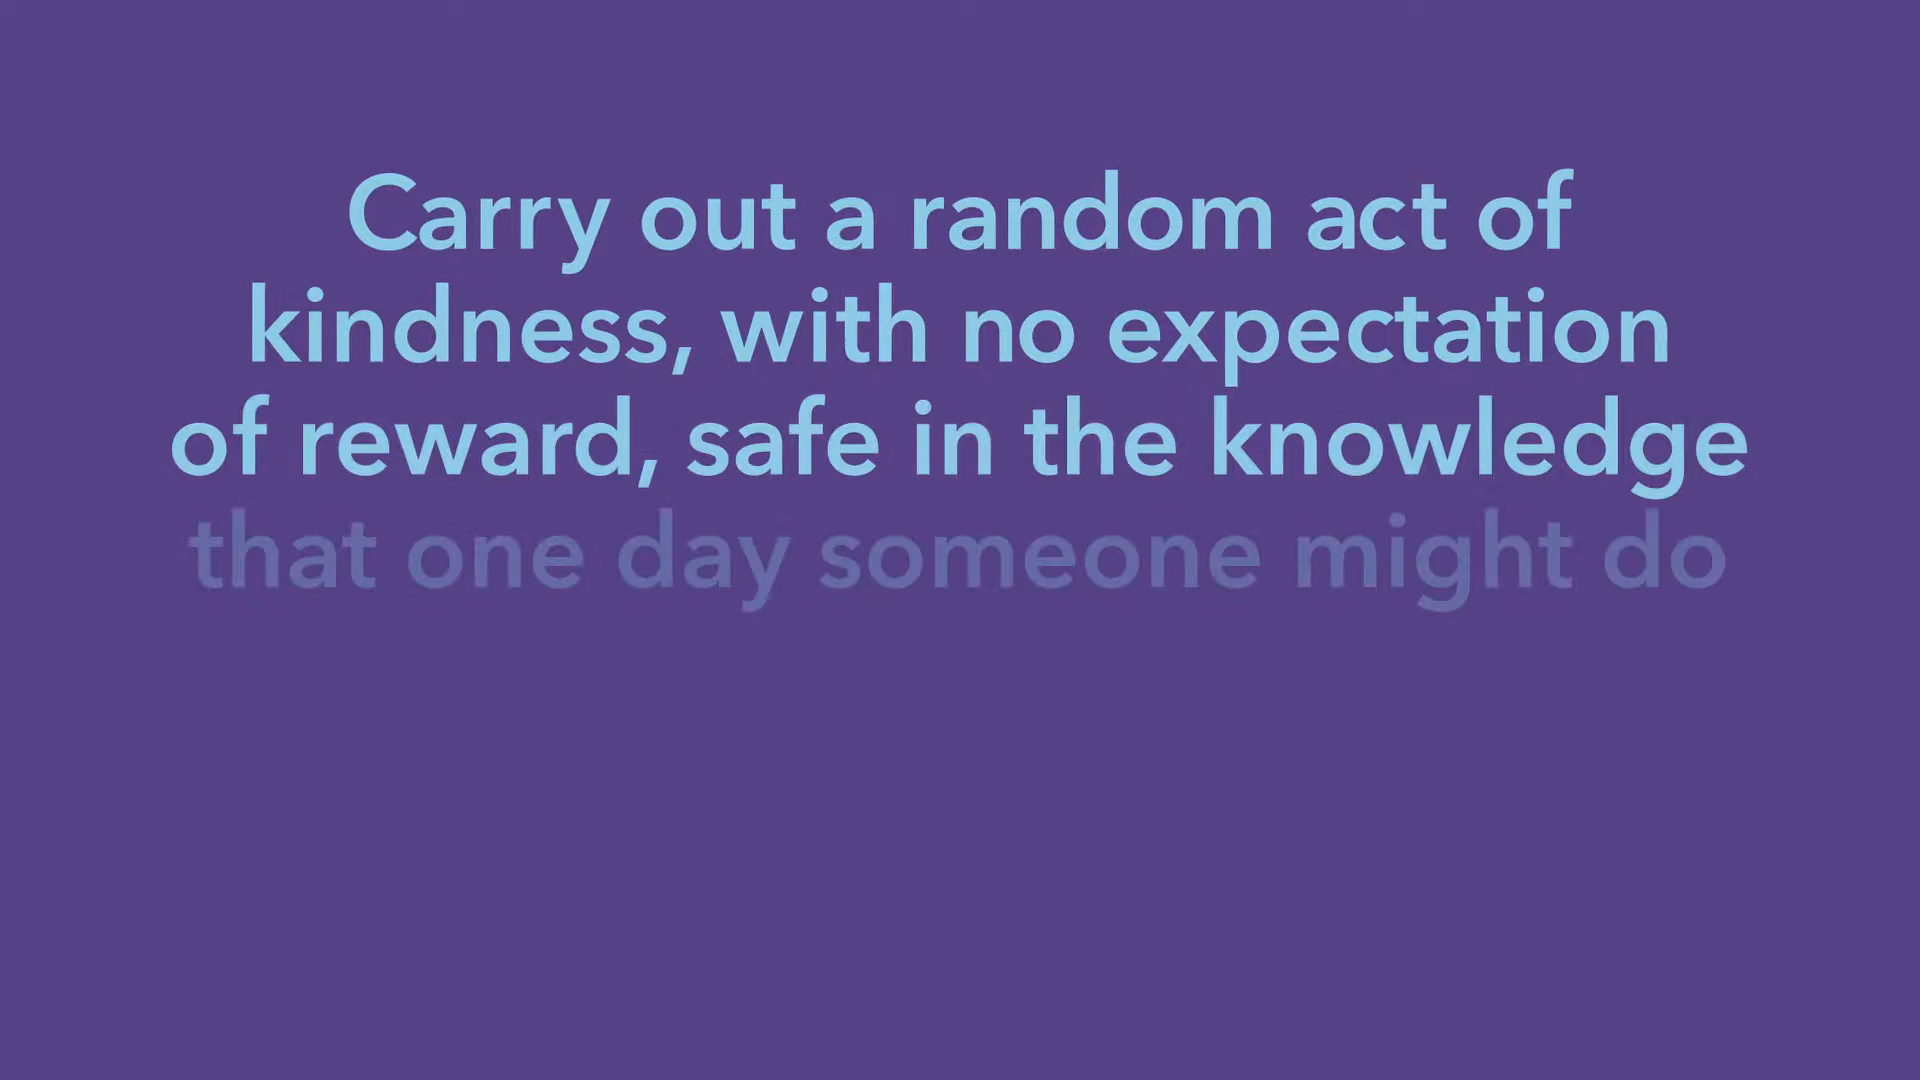 Carry out a random act of
kindness, with no expectation
of reward, safe in the knowledge
that one day someone might do